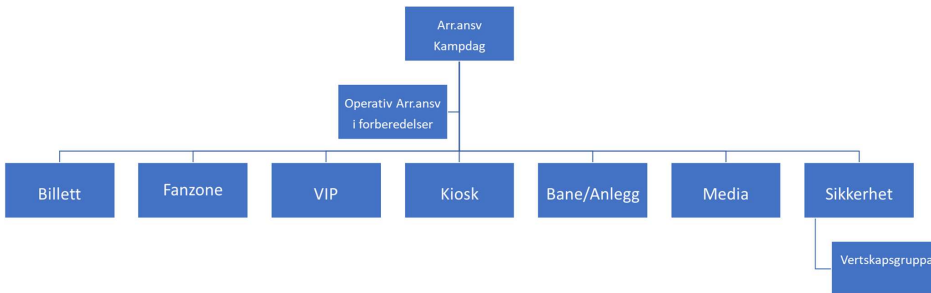 Arr.ansv
Kampdag
Operativ Arr.ansv
i forberedelser
Billett
Fanzone
VIP
Kiosk
Bane/Anlegg
Media
Sikkerhet
Vertskapsgruppa